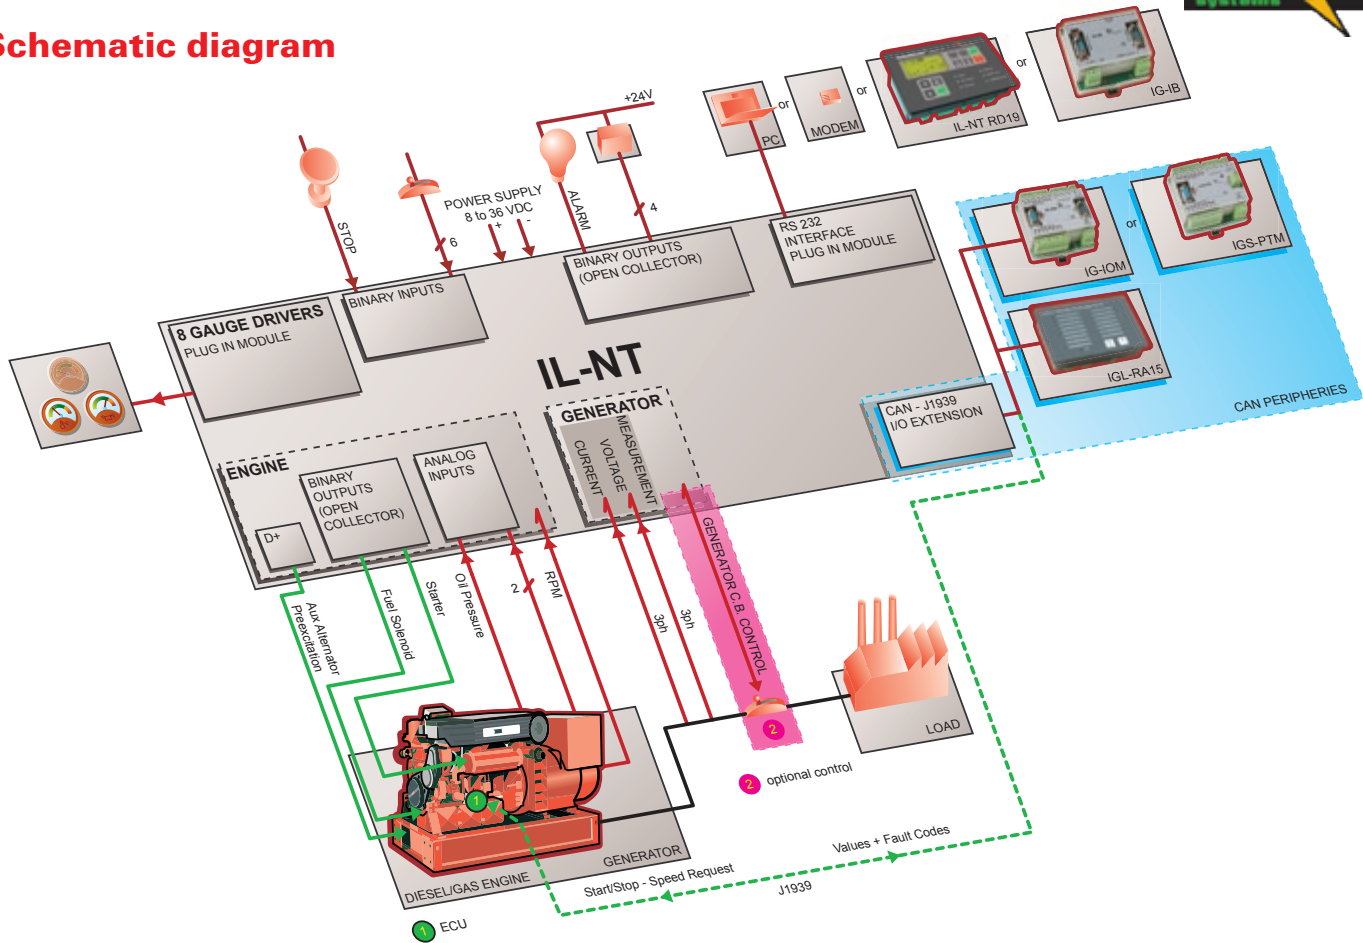 systems
Schematic diagram
+24V
PC
or
MODEM
or
IL-NT RD19
or
IG-IB
STOP
6
POWER SUPPLY
8 to 36 VDC
+
-
ALARM
4
8 GAUGE DRIVERS
PLUG IN MODULE
BINARY INPUTS
BINARY OUTPUTS
(OPEN COLLECTOR)
RS 232
INTERFACE
PLUG IN MODULE
IG-IOM
or
IGS-PTM
IGL-RA15
CAN PERIPHERIES
IL-NT
CAN - J1939
I/O EXTENSION
ENGINE
D+
BINARY
OUTPUTS
(OPEN
COLLECTOR)
ANALOG
INPUTS
GENERATOR
CURRENT
VOLTAGE
MEASUREMENT
Aux Alternator
Preexcitation
Fuel Solenoid
Starter
Oil Pressure
2
RPM
3ph
3ph
GENERATOR C.B. CONTROL
2
2 optional control
LOAD
1
DIESEL/GAS ENGINE
GENERATOR
1 ECU
Start/Stop - Speed Request
J1939
Values + Fault Codes